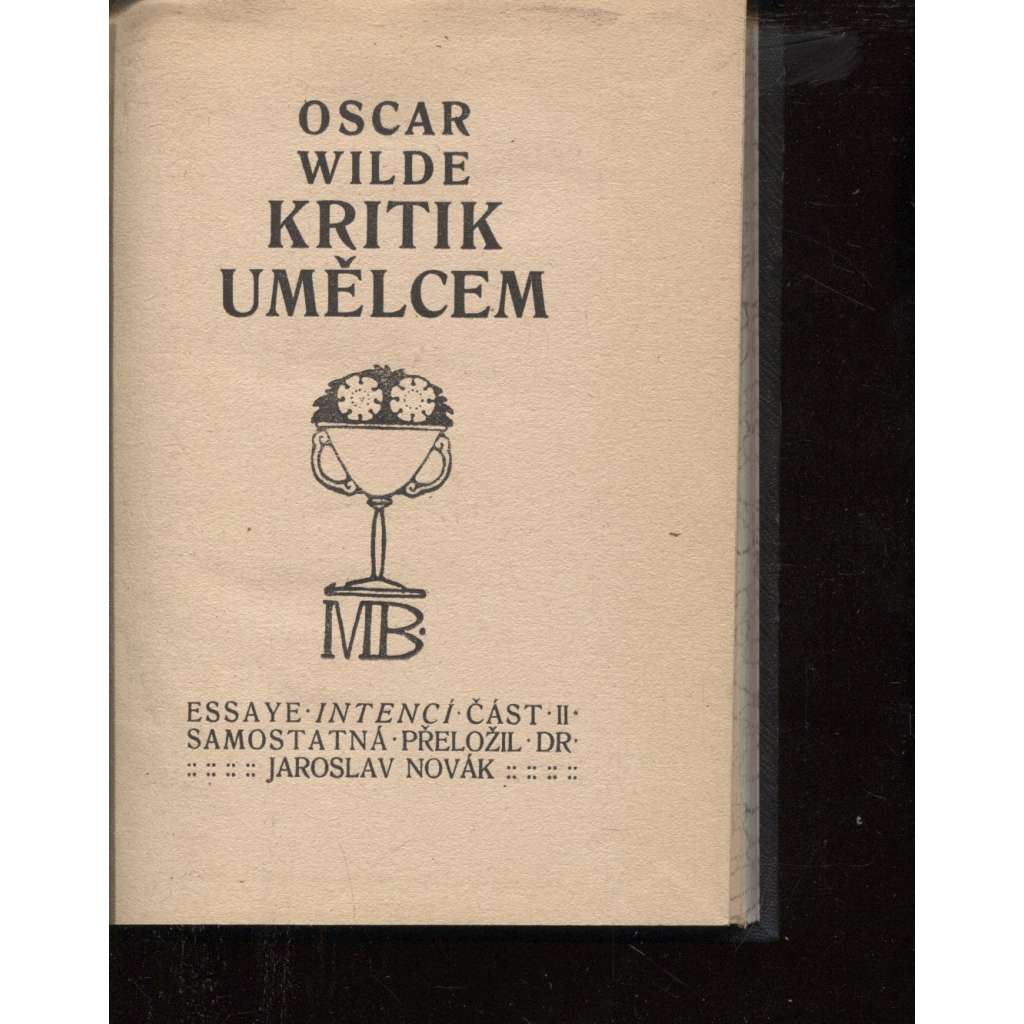 OSCAR
WILDE
KRITIK
UMĚLCEM
MB.
ESSAYE · INTENCÍ · ČÁST · II ·
SAMOSTATNÁ · PŘELOŽIL · DR ·
:: :: :: :: JAROSLAV NOVÁK :: :: :: ::